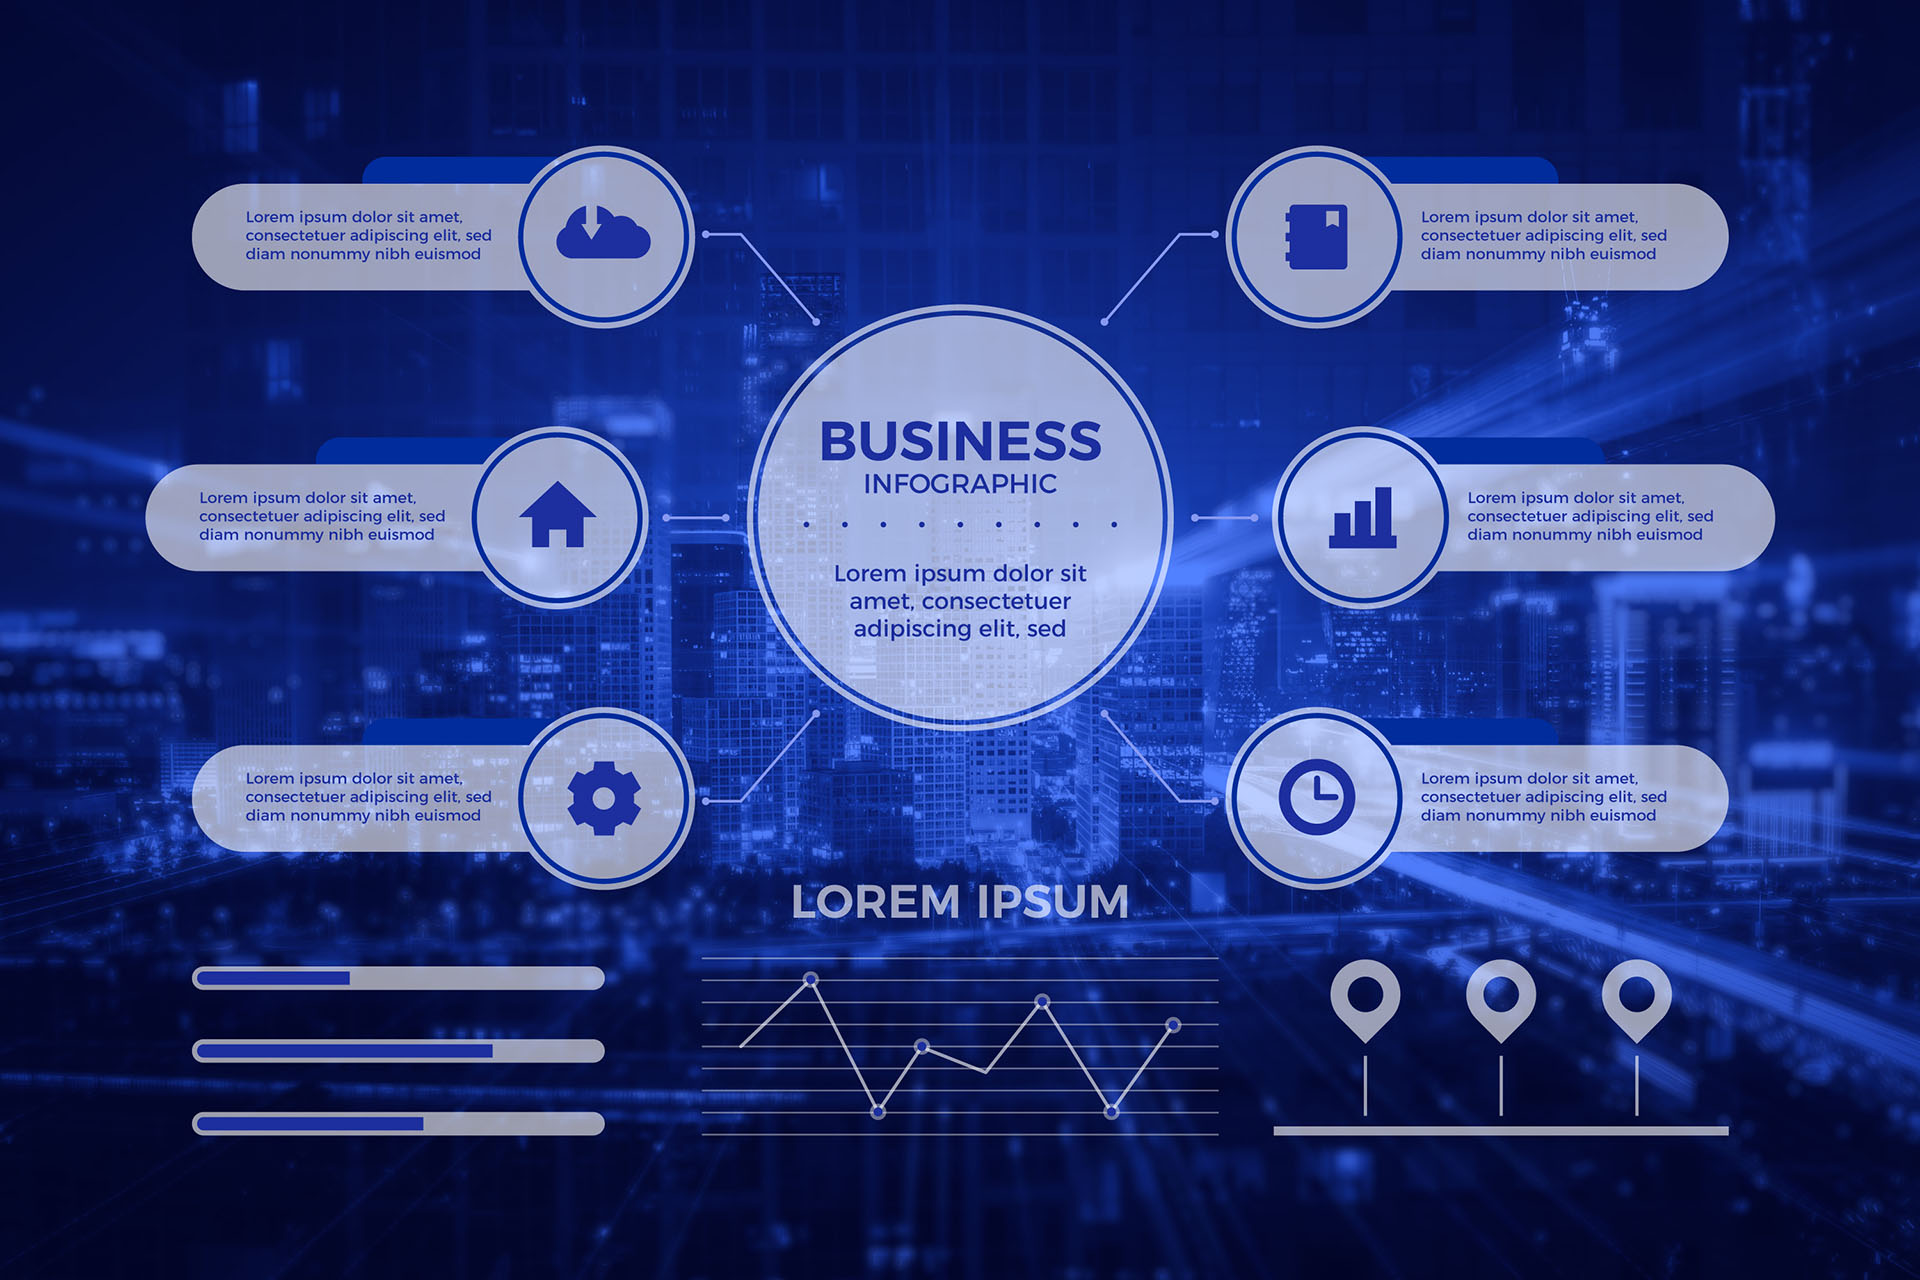 Lorem ipsum dolor sit amet,
consectetuer adipiscing elit, sed
diam nonummy nibh euismod
Lorem ipsum dolor sit amet,
consectetuer adipiscing elit, sed
diam nonummy nibh euismod
BUSINESS
INFOGRAPHIC
Lorem ipsum dolor sit
amet, consectetuer
adipiscing elit, sed
Lorem ipsum dolor sit amet,
consectetuer adipiscing elit, sed
diam nonummy nibh euismod
Lorem ipsum dolor sit amet,
consectetuer adipiscing elit, sed
diam nonummy nibh euismod
Lorem ipsum dolor sit amet,
consectetuer adipiscing elit, sed
diam nonummy nibh euismod
Lorem ipsum dolor sit amet,
consectetuer adipiscing elit, sed
diam nonummy nibh euismod
LOREM IPSUM